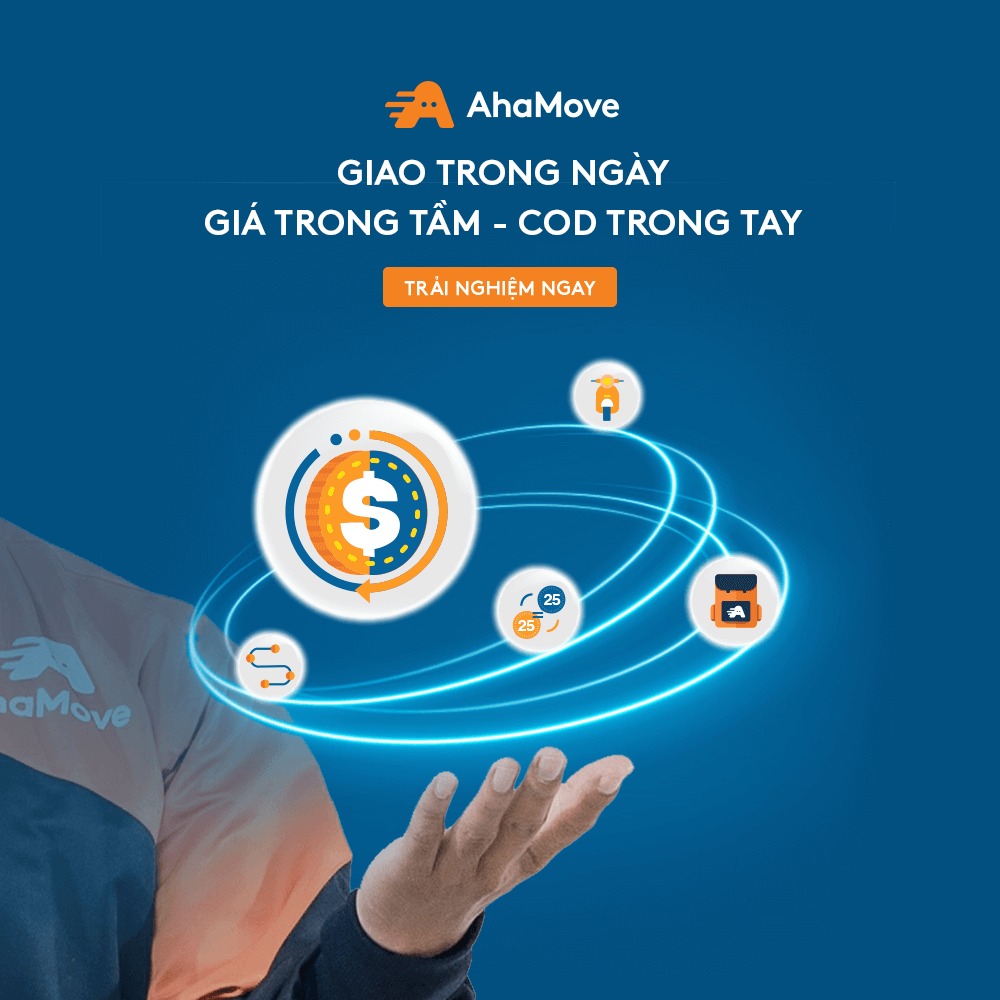 AhaMove
GIAO TRONG NGÀY
GIÁ TRONG TẦM - COD TRONG TAY
TRẢI NGHIỆM NGAY
$
25
25
haMove